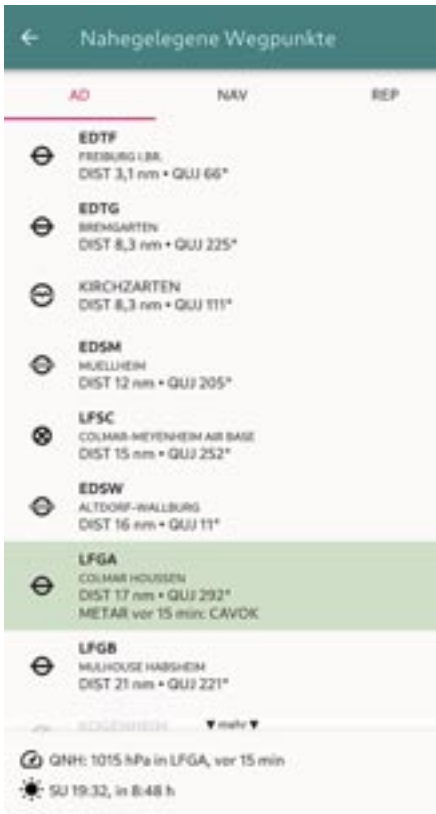 Nahegelegene Wegpunkte
AD NAV REP
EDTF
FREIBURG I.BR.
DIST 3,1 nm • QUJ 66°
EDTG
BREMGARTEN
DIST 8,3 nm • QUJ 225°
KIRCHZARTEN
DIST 8,3 nm • QUJ 111°
EDSM
MUELLHEIM
DIST 12 nm • QUJ 205°
LFSC
COLMAR-MEYENHEIM AIR BASE
DIST 15 nm • QUJ 252°
EDSW
ALTDORF-WALLBURG
DIST 16 nm • QUJ 11°
LFGA
COLMAR HOUSSEN
DIST 17 nm • QUJ 292°
METAR vor 15 min: CAVOK
LFGB
MULHOUSE HABSHEIM
DIST 21 nm • QUJ 221°
▼ mehr ▼
QNH: 1015 hPa in LFGA, vor 15 min
SU 19:32, in 8:48 h